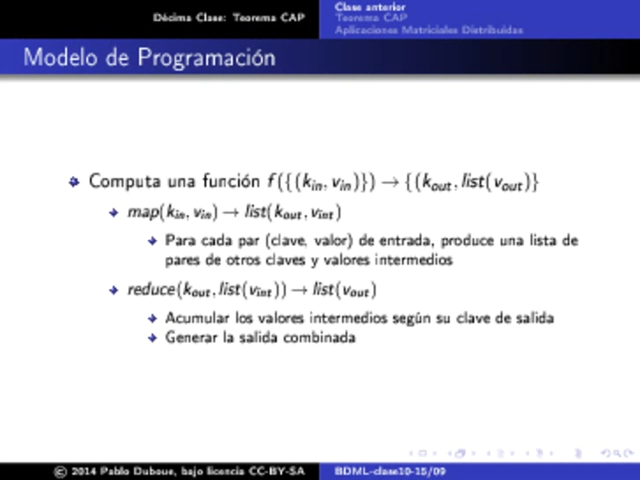 Décima Clase: Teorema CAP
Clase anterior
Teorema CAP
Aplicaciones Matriciales Distribuidas
Modelo de Programación
Computa una función f({(k_in, v_in)}) → {(k_out, list(v_out)}
map(k_in, v_in) → list(k_out, v_int)
Para cada par (clave, valor) de entrada, produce una lista de
pares de otros claves y valores intermedios
reduce(k_out, list(v_int)) → list(v_out)
Acumular los valores intermedios según su clave de salida
Generar la salida combinada
© 2014 Pablo Duboue, bajo licencia CC-BY-SA
BDML-clase10-15/09